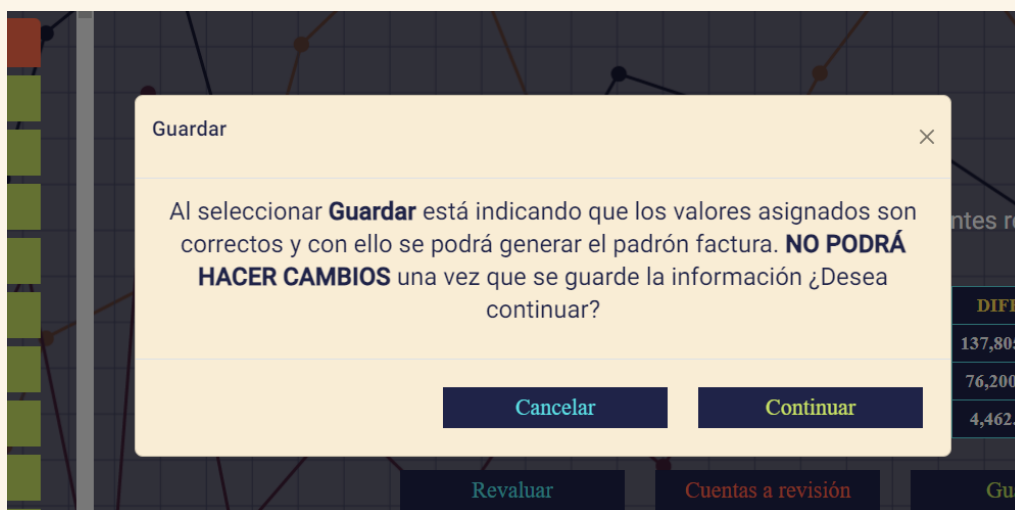 Guardar
Al seleccionar Guardar está indicando que los valores asignados son
correctos y con ello se podrá generar el padrón factura. NO PODRÁ
HACER CAMBIOS una vez que se guarde la información ¿Desea
continuar?
Cancelar Continuar
Revaluar Cuentas a revisión